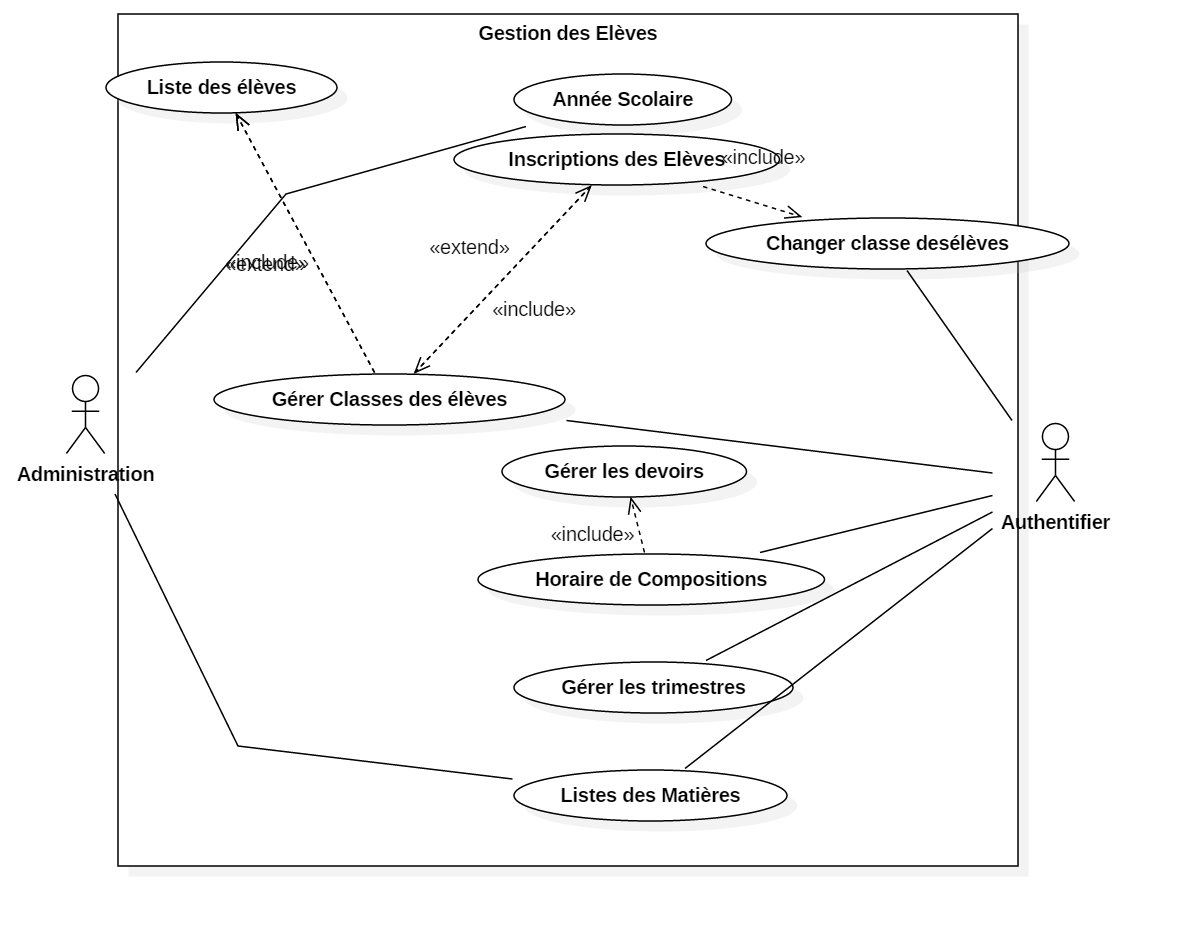 Gestion des Elèves
Liste des élèves
Année Scolaire
Inscriptions des Elèves
«include»
Changer classe desélèves
«extend»
«include»
«extend»
«include»
Gérer Classes des élèves
Gérer les devoirs
Administration
Authentifier
«include»
Horaire de Compositions
Gérer les trimestres
Listes des Matières